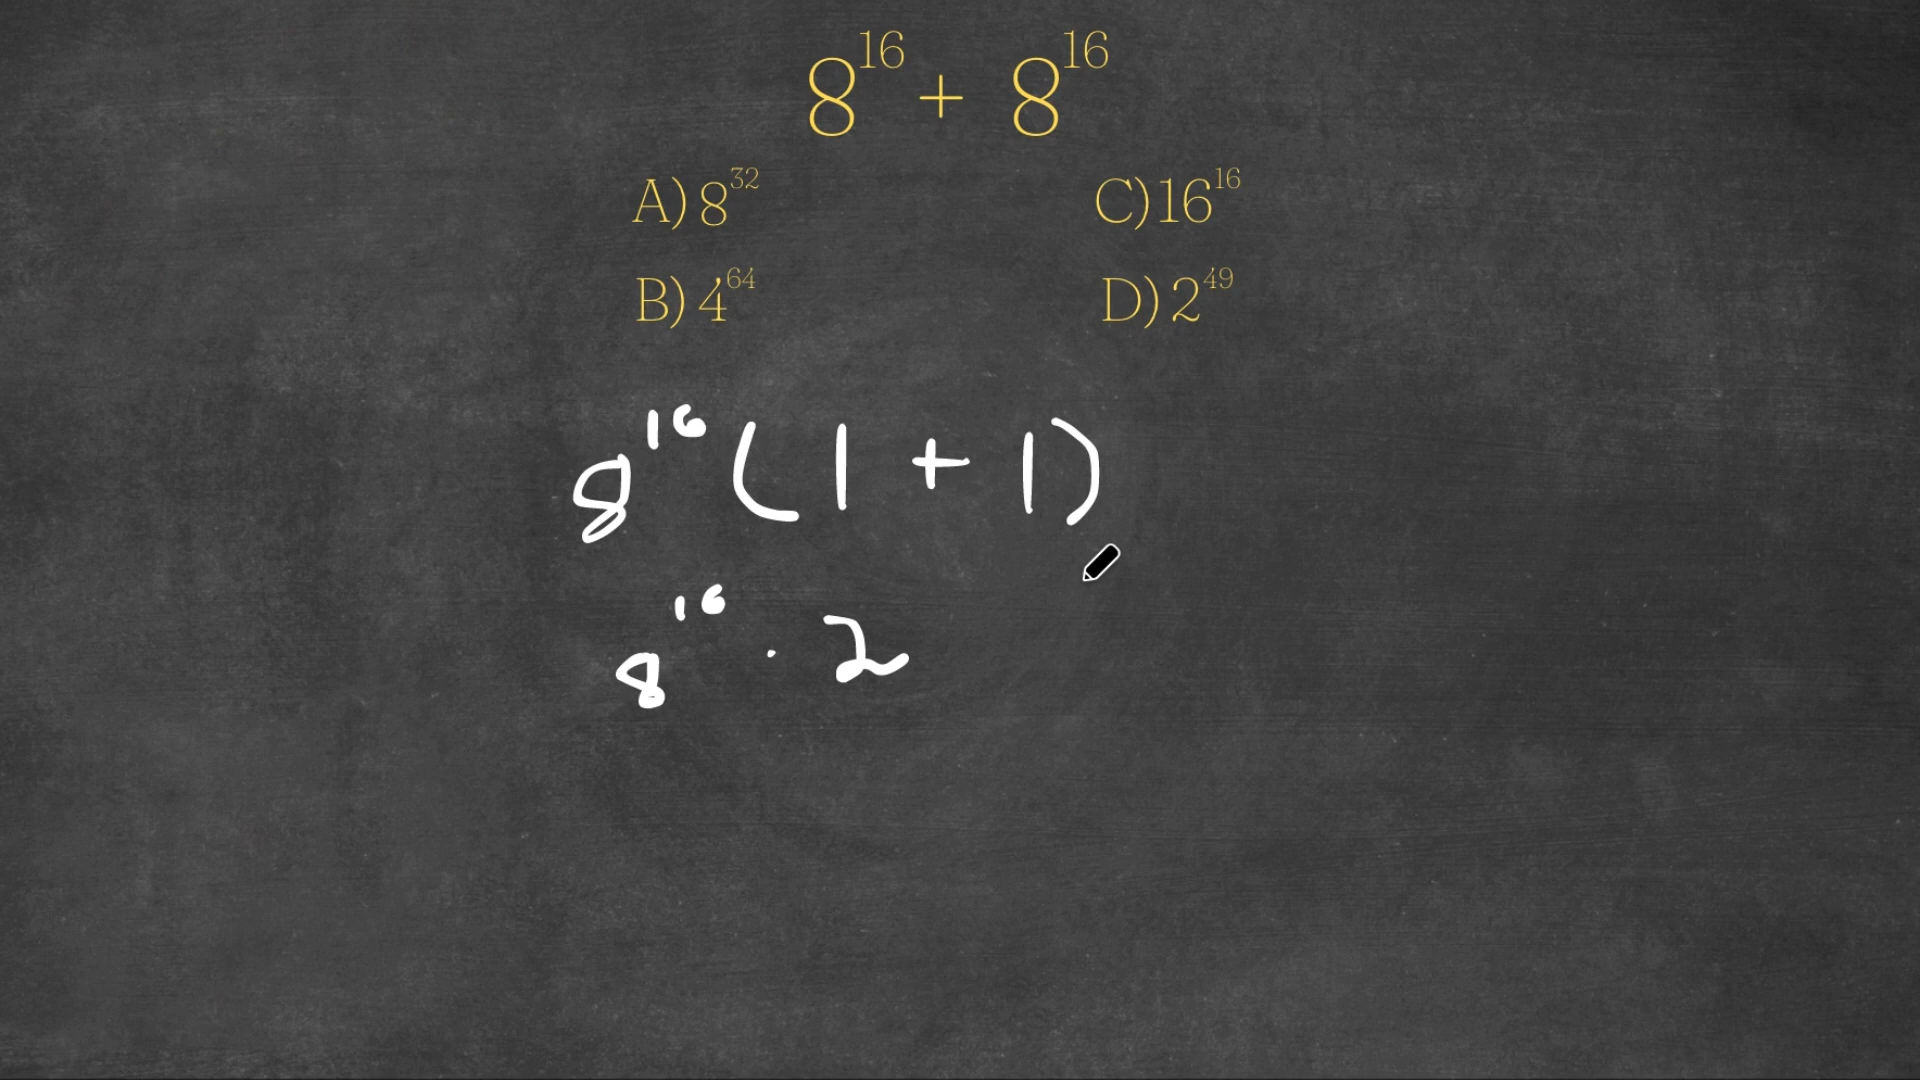 8^16 + 8^16
A) 8^32 C) 16^16
B) 4^64 D) 2^49
8^16 (1 + 1)
8^16 · 2